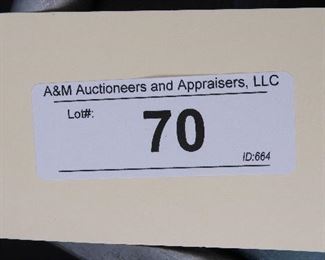 A&M Auctioneers and Appraisers, LLC
Lot#:
70
ID:664